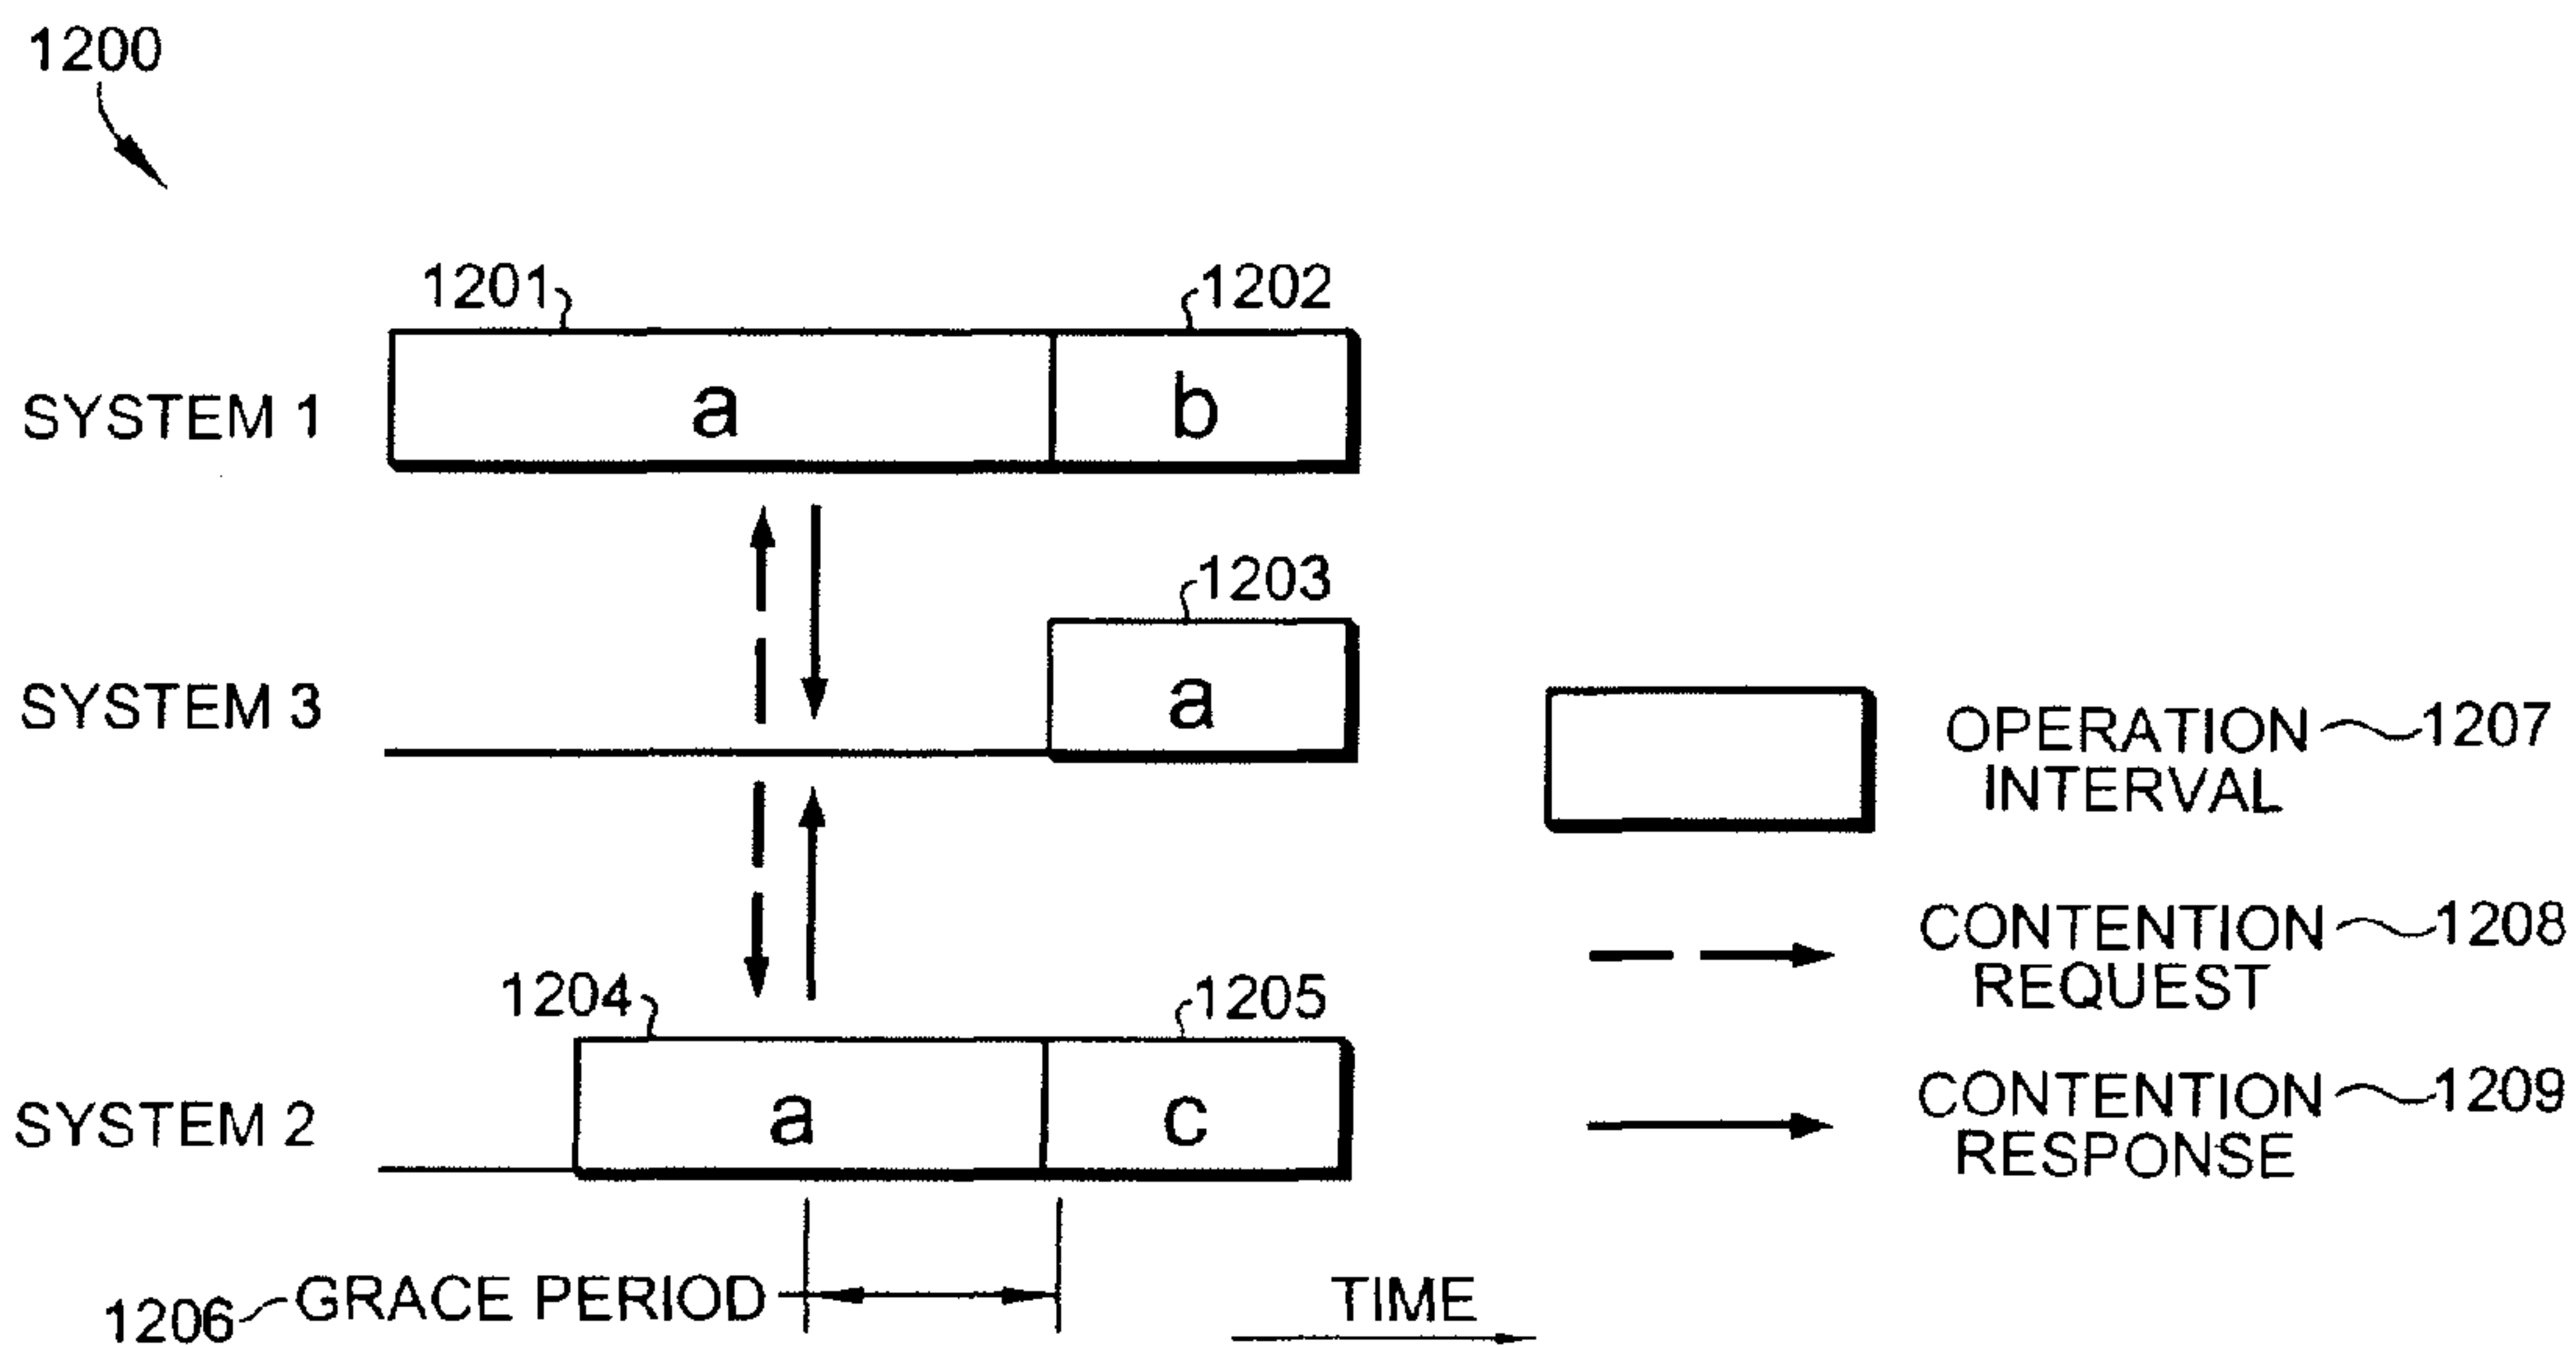 1200
1201
1202
SYSTEM 1
a
b
1203
SYSTEM 3
a
OPERATION
INTERVAL
1207
CONTENTION
REQUEST
1208
1204
1205
SYSTEM 2
a
c
CONTENTION
RESPONSE
1209
1206
GRACE PERIOD
TIME